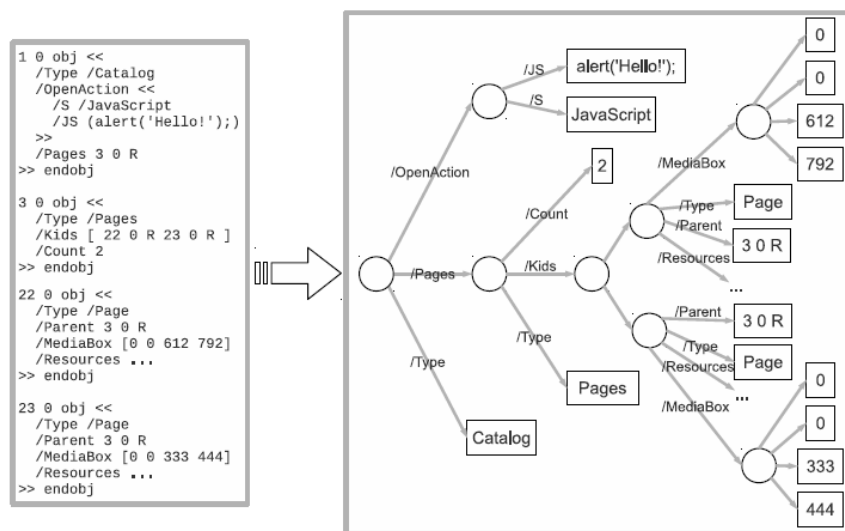 1 0 obj <<
/Type /Catalog
/OpenAction <<
/S /JavaScript
/JS (alert('Hello!');)
>>
/Pages 3 0 R
>> endobj
3 0 obj <<
/Type /Pages
/Kids [ 22 0 R 23 0 R ]
/Count 2
>> endobj
22 0 obj <<
/Type /Page
/Parent 3 0 R
/MediaBox [0 0 612 792]
/Resources ...
>> endobj
23 0 obj <<
/Type /Page
/Parent 3 0 R
/MediaBox [0 0 333 444]
/Resources ...
>> endobj
/OpenAction
/JS
alert('Hello!');
/S
JavaScript
/Pages
/Count
2
/Kids
/Type
Pages
/Type
Catalog
/MediaBox
0
0
612
792
/Type
Page
/Parent
3 0 R
/Resources
...
/Parent
3 0 R
/Type
Page
/Resources
...
/MediaBox
0
0
333
444